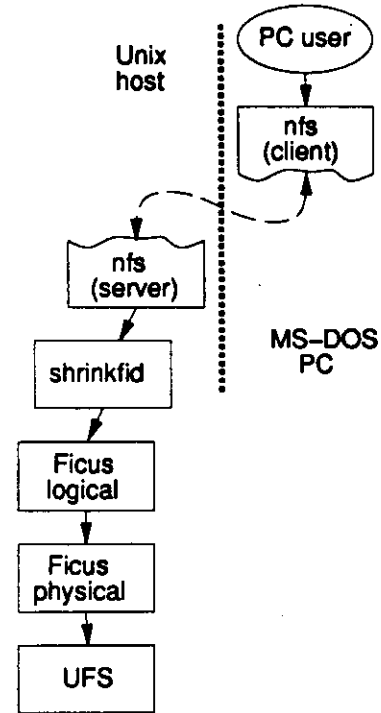 Unix
host
PC user
nfs
(client)
nfs
(server)
MS-DOS
PC
shrinkfid
Ficus
logical
Ficus
physical
UFS